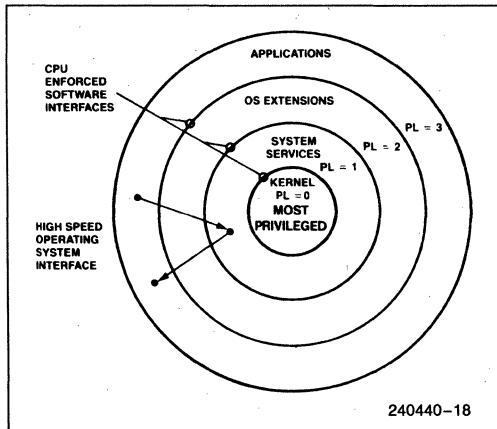 APPLICATIONS
CPU
ENFORCED
SOFTWARE
INTERFACES
OS EXTENSIONS
PL = 3
SYSTEM
SERVICES
PL = 2
PL = 1
KERNEL
PL = 0
MOST
PRIVILEGED
HIGH SPEED
OPERATING
SYSTEM
INTERFACE
240440–18